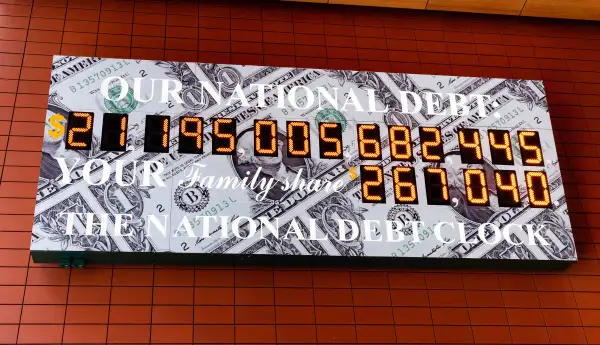 OUR NATIONAL DEBT
$21,195,005,682,445
YOUR Family share $267,040
THE NATIONAL DEBT CLOCK